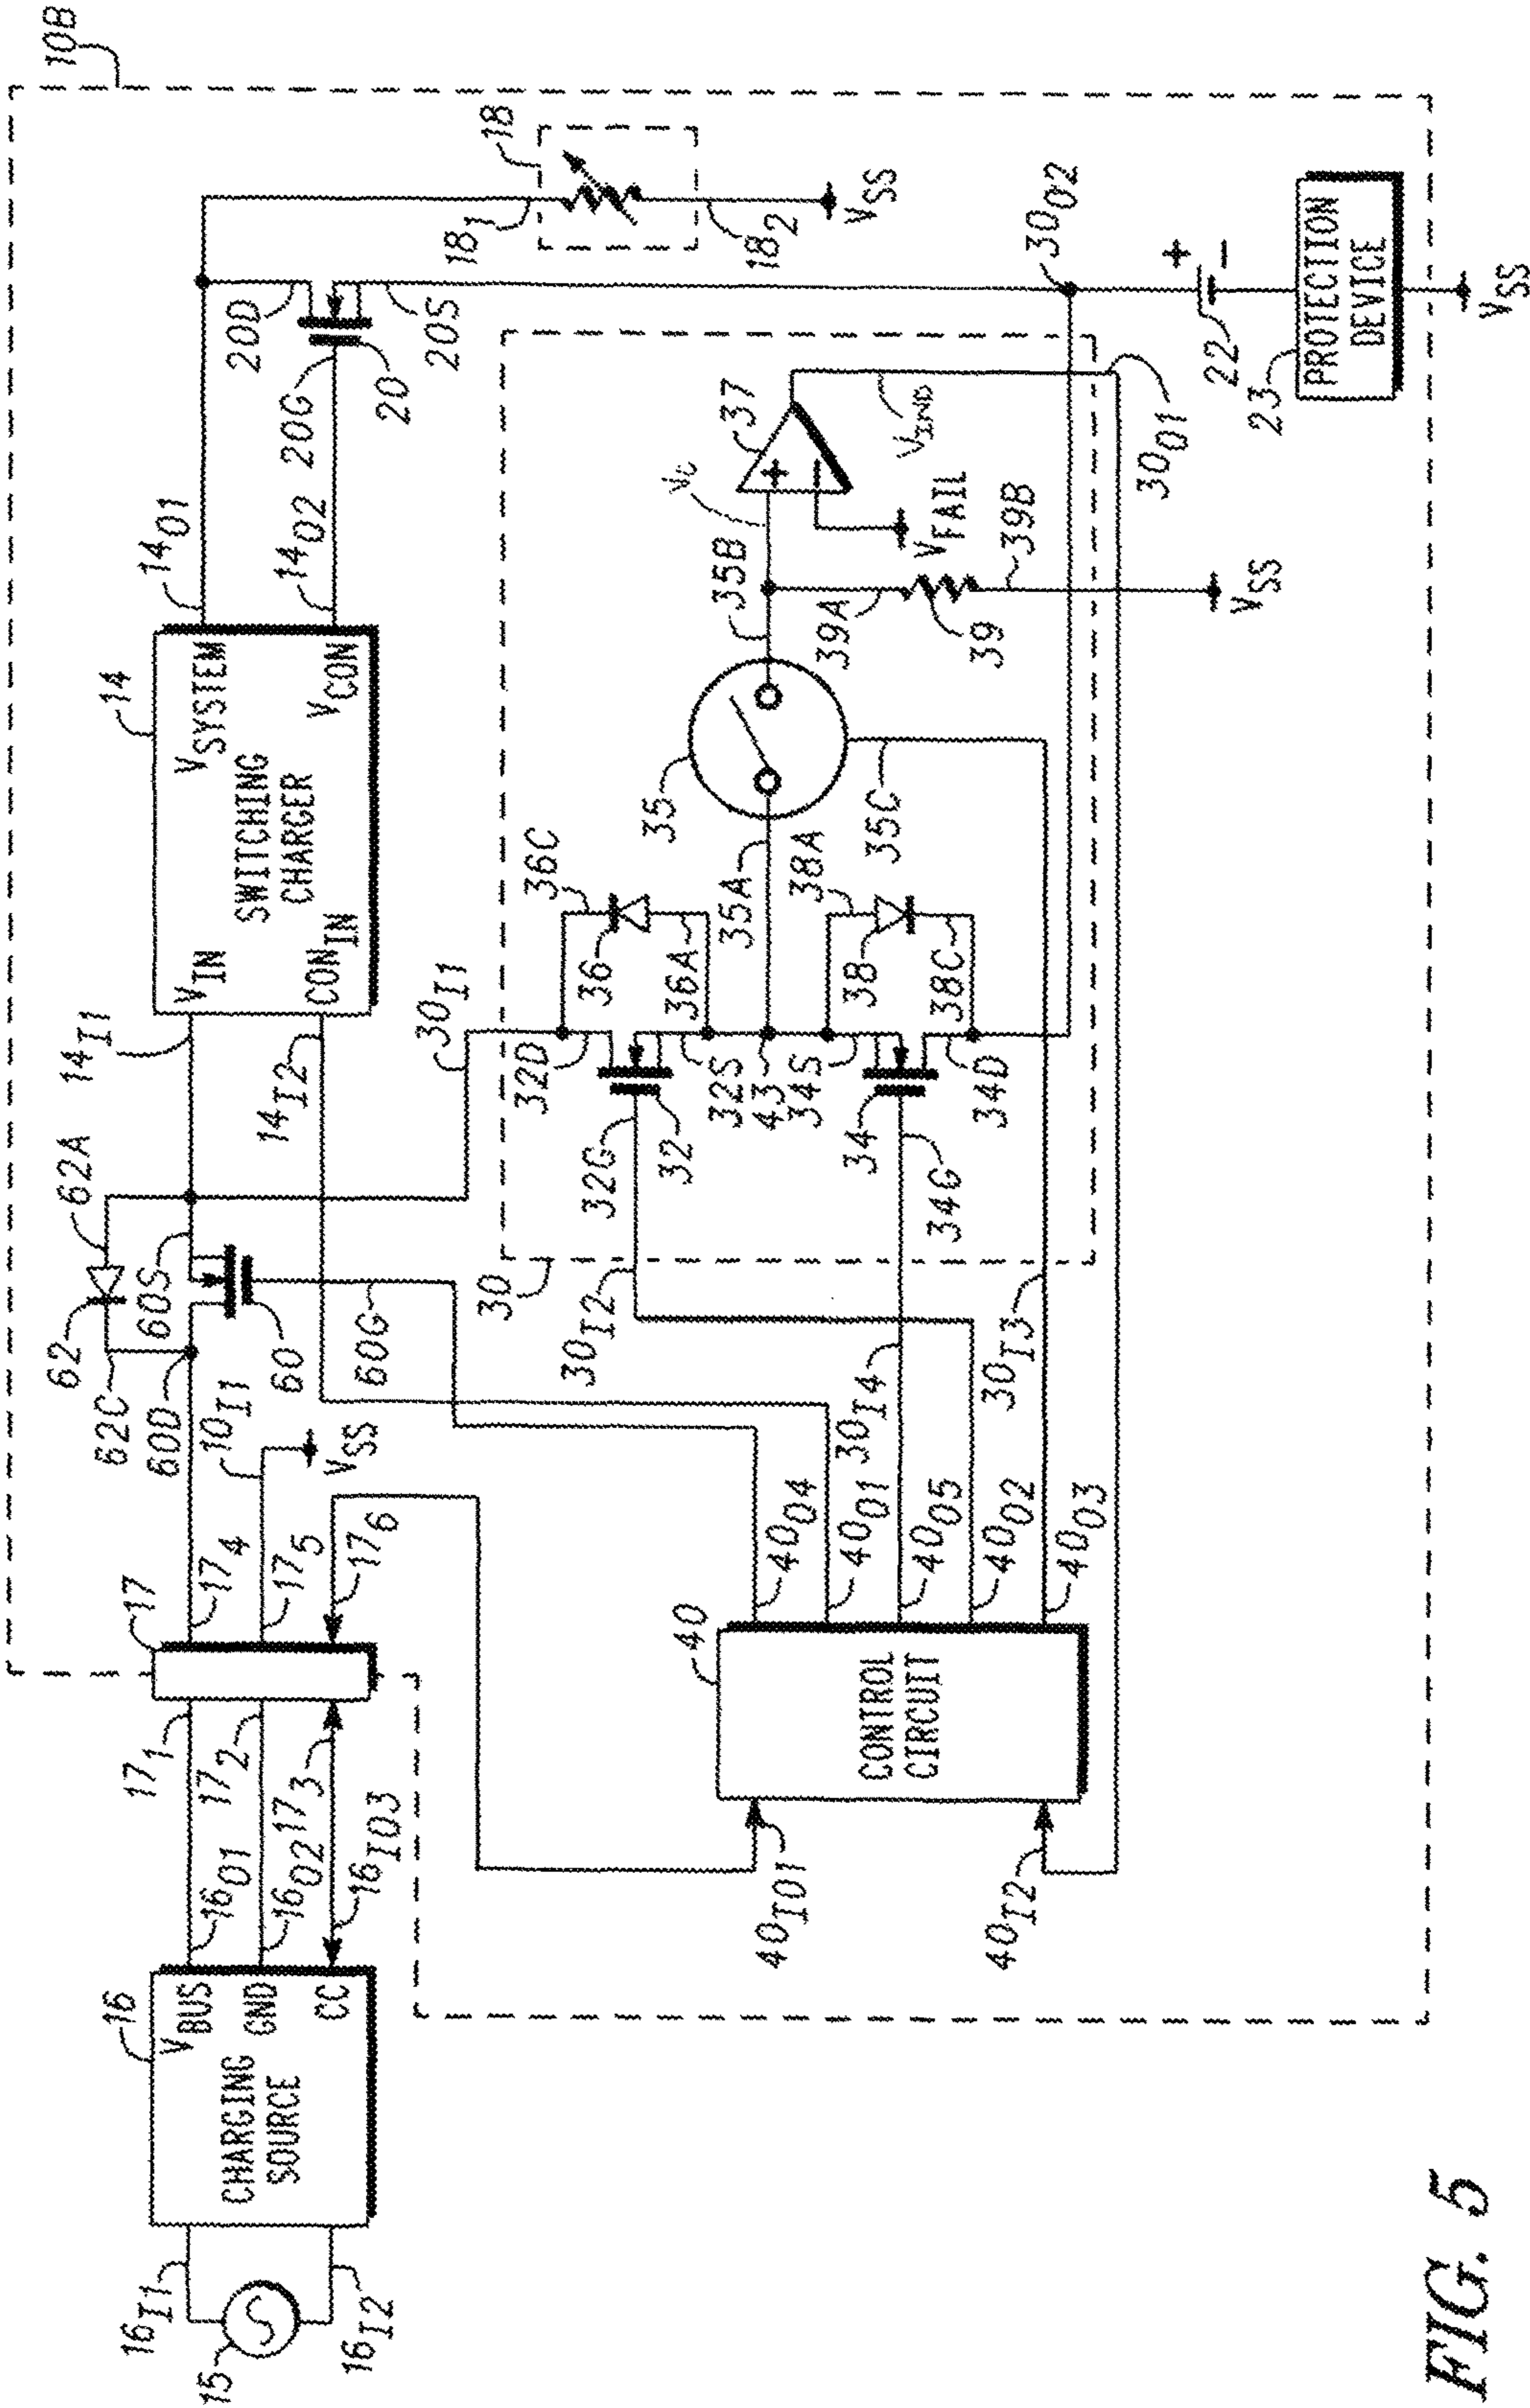 10B
15
16I1
16I2
16
CHARGING
SOURCE
VBUS
GND
CC
16O1
16O2
16IO3
171
172
173
17
174
175
176
10I1
VSS
62
62C
62A
60D
60S
60
60G
14I1
14I2
14
VIN
CONIN
SWITCHING
CHARGER
VSYSTEM
VCON
14O1
14O2
20D
20G
20
20S
18
181
182
VSS
30
30I1
30I2
30I4
30I3
32D
32G
32
32S
43
34S
34
34G
34D
36C
36
36A
38A
38
38C
35A
35
35B
35C
VC
37
VIND
VFAIL
39A
39
39B
VSS
30O1
30O2
22
+
−
+
−
23
PROTECTION
DEVICE
VSS
40
CONTROL
CIRCUIT
40IO1
40I2
40O4
40O1
40O5
40O2
40O3
FIG. 5